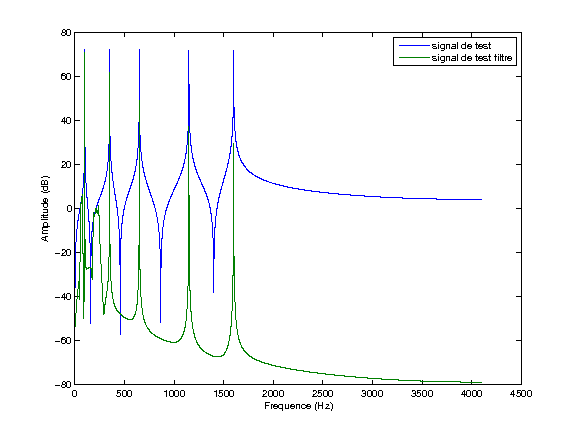 signal de test
signal de test filtre
80
60
40
20
0
−20
−40
−60
−80
Amplitude (dB)
0 500 1000 1500 2000 2500 3000 3500 4000 4500
Frequence (Hz)